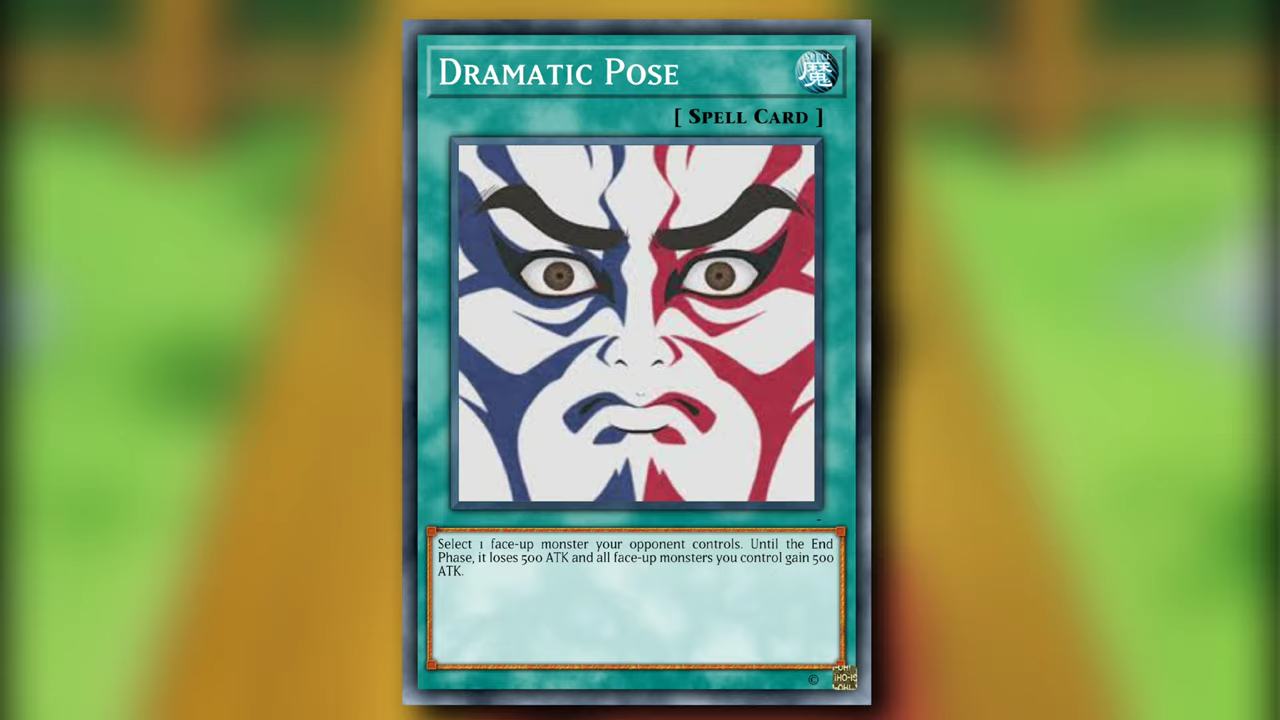 DRAMATIC POSE
魔
[ SPELL CARD ]
-
Select 1 face-up monster your opponent controls. Until the End
Phase, it loses 500 ATK and all face-up monsters you control gain 500
ATK.
©